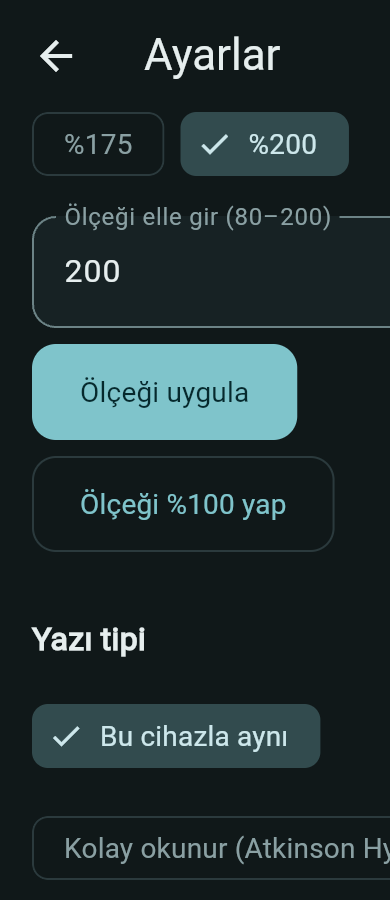 Ayarlar
%175
%200
Ölçeği elle gir (80–200)
200
Ölçeği uygula
Ölçeği %100 yap
Yazı tipi
Bu cihazla aynı
Kolay okunur (Atkinson Hy